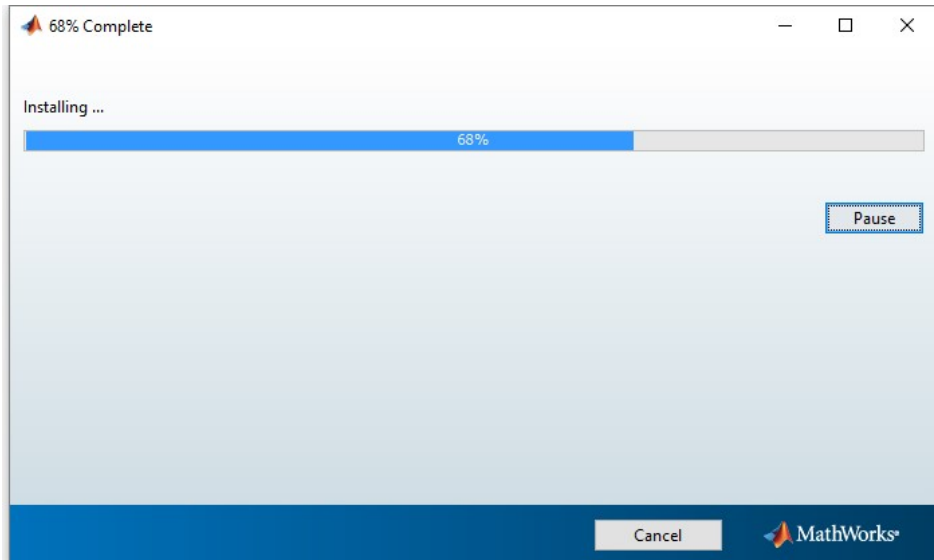 68% Complete
Installing ...
68%
Pause
Cancel
MathWorks®